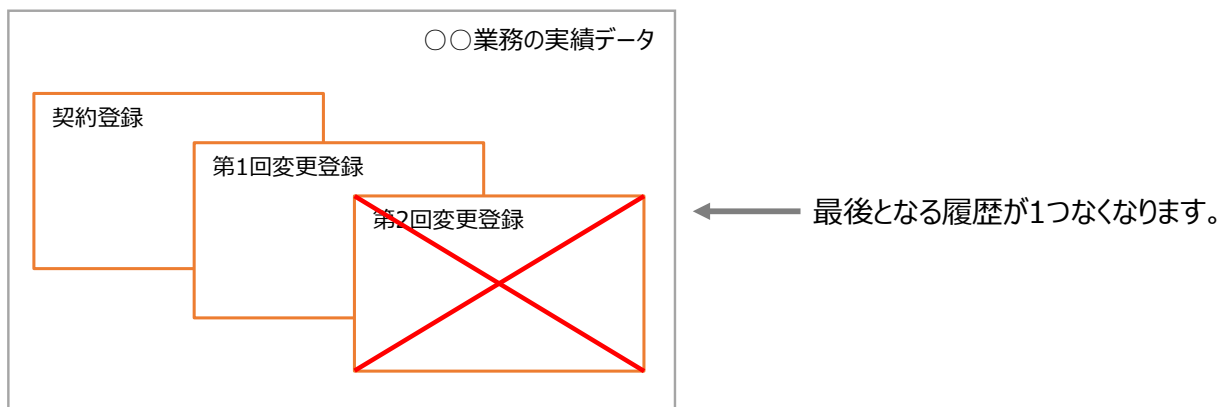 ○○業務の実績データ
契約登録
第1回変更登録
第2回変更登録
最後となる履歴が1つなくなります。